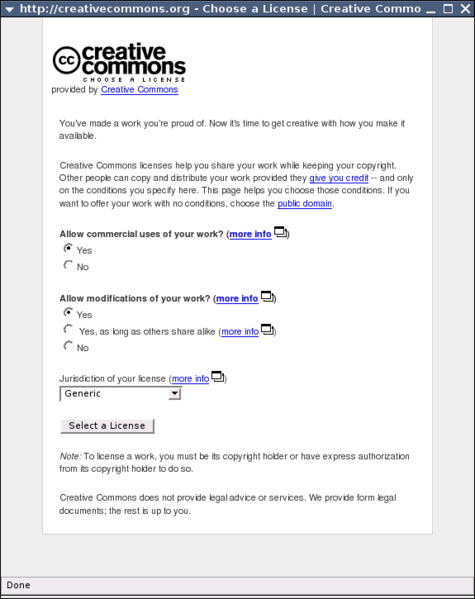 http://creativecommons.org - Choose a License | Creative Commo
cc creative
commons
CHOOSE A LICENSE
provided by Creative Commons
You've made a work you're proud of. Now it's time to get creative with how you make it
available.
Creative Commons licenses help you share your work while keeping your copyright.
Other people can copy and distribute your work provided they give you credit -- and only
on the conditions you specify here. This page helps you choose those conditions. If you
want to offer your work with no conditions, choose the public domain.
Allow commercial uses of your work? (more info)
Yes
No
Allow modifications of your work? (more info)
Yes
Yes, as long as others share alike (more info)
No
Jurisdiction of your license (more info)
Generic
Select a License
Note: To license a work, you must be its copyright holder or have express authorization
from its copyright holder to do so.
Creative Commons does not provide legal advice or services. We provide form legal
documents; the rest is up to you.
Done